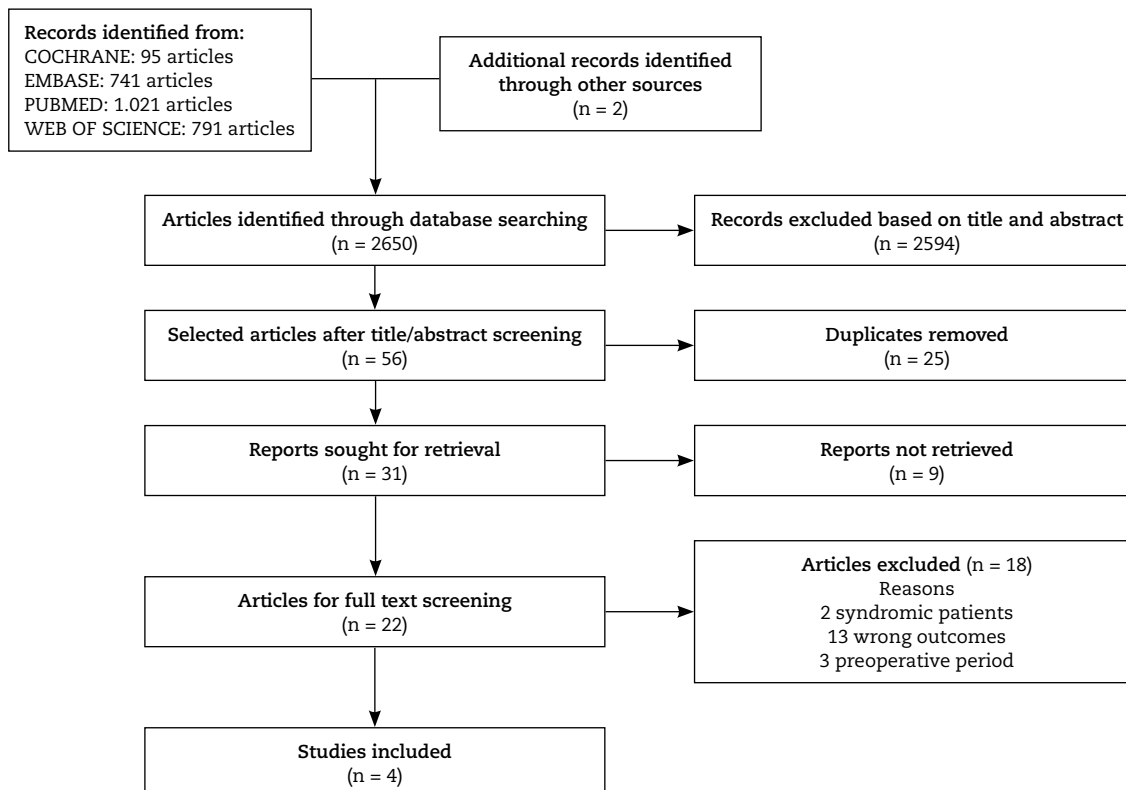 Records identified from:
COCHRANE: 95 articles
EMBASE: 741 articles
PUBMED: 1.021 articles
WEB OF SCIENCE: 791 articles
Additional records identified
through other sources
(n = 2)
Articles identified through database searching
(n = 2650)
Records excluded based on title and abstract
(n = 2594)
Selected articles after title/abstract screening
(n = 56)
Duplicates removed
(n = 25)
Reports sought for retrieval
(n = 31)
Reports not retrieved
(n = 9)
Articles for full text screening
(n = 22)
Articles excluded (n = 18)
Reasons
2 syndromic patients
13 wrong outcomes
3 preoperative period
Studies included
(n = 4)